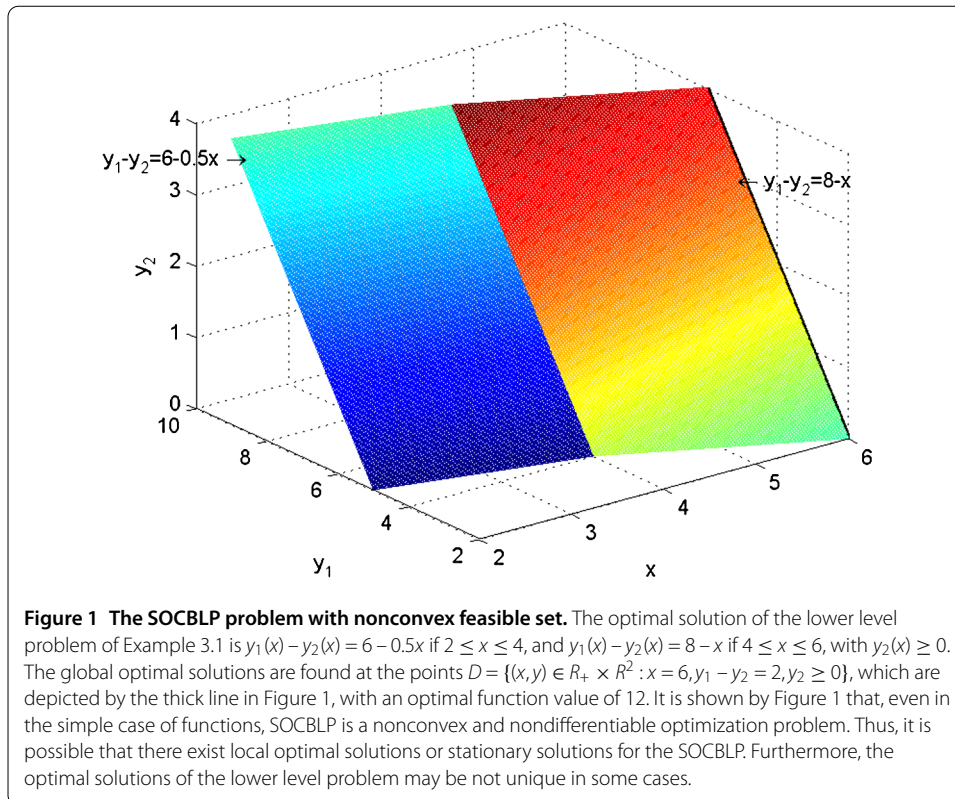 4
3
2
1
0
y₂
y₁-y₂=6-0.5x →
← y₁-y₂=8-x
10
8
6
4
2
y₁
2
3
4
5
6
x
Figure 1 The SOCBLP problem with nonconvex feasible set. The optimal solution of the lower level
problem of Example 3.1 is y₁(x) – y₂(x) = 6 – 0.5x if 2 ≤ x ≤ 4, and y₁(x) – y₂(x) = 8 – x if 4 ≤ x ≤ 6, with y₂(x) ≥ 0.
The global optimal solutions are found at the points D = {(x, y) ∈ R₊ × R² : x = 6, y₁ – y₂ = 2, y₂ ≥ 0}, which are
depicted by the thick line in Figure 1, with an optimal function value of 12. It is shown by Figure 1 that, even in
the simple case of functions, SOCBLP is a nonconvex and nondifferentiable optimization problem. Thus, it is
possible that there exist local optimal solutions or stationary solutions for the SOCBLP. Furthermore, the
optimal solutions of the lower level problem may be not unique in some cases.